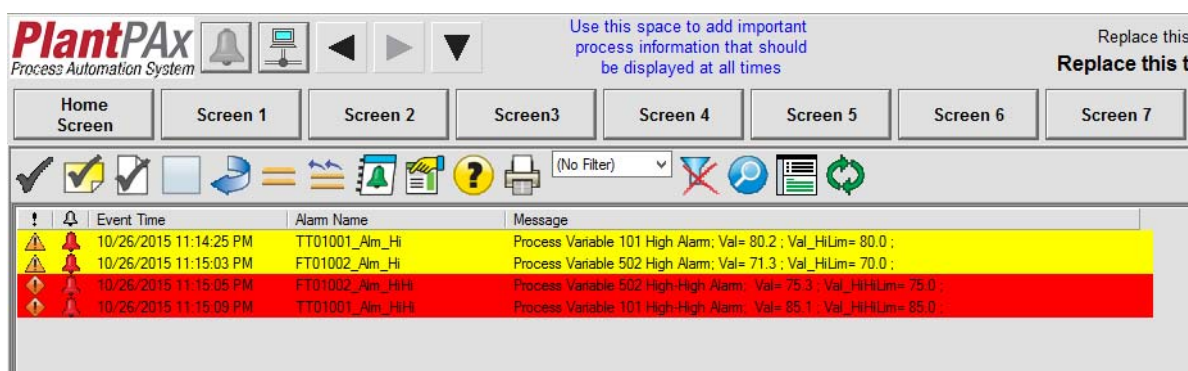 PlantPAx
Process Automation System
Use this space to add important
process information that should
be displayed at all times
Replace this
Replace this t
Home
Screen
Screen 1
Screen 2
Screen3
Screen 4
Screen 5
Screen 6
Screen 7
(No Filter)
! Event Time Alarm Name Message
10/26/2015 11:14:25 PM TT01001_Alm_Hi Process Variable 101 High Alarm; Val= 80.2 ; Val_HiLim= 80.0 ;
10/26/2015 11:15:03 PM FT01002_Alm_Hi Process Variable 502 High Alarm; Val= 71.3 ; Val_HiLim= 70.0 ;
10/26/2015 11:15:05 PM FT01002_Alm_HiHi Process Variable 502 High-High Alarm; Val= 75.3 ; Val_HiHiLim= 75.0 ;
10/26/2015 11:15:09 PM TT01001_Alm_HiHi Process Variable 101 High-High Alarm; Val= 85.1 ; Val_HiHiLim= 85.0 ;